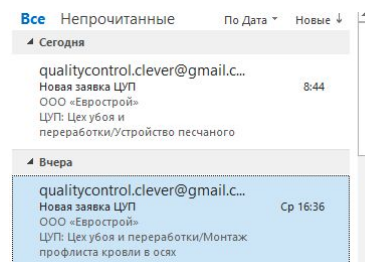 Все Непрочитанные По Дата Новые ↓
Сегодня
qualitycontrol.clever@gmail.c...
Новая заявка ЦУП 8:44
ООО «Еврострой»
ЦУП: Цех убоя и
переработки/Устройство песчаного
Вчера
qualitycontrol.clever@gmail.c...
Новая заявка ЦУП Ср 16:36
ООО «Еврострой»
ЦУП: Цех убоя и переработки/Монтаж
профлиста кровли в осях